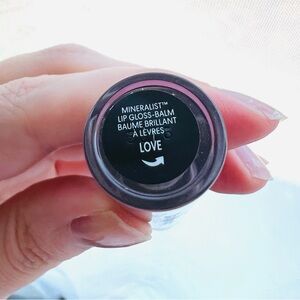 MINERALIST™
LIP GLOSS-BALM
BAUME BRILLANT
À LÈVRES
LOVE